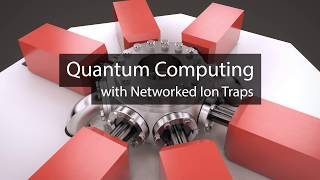 Quantum Computing
with Networked Ion Traps